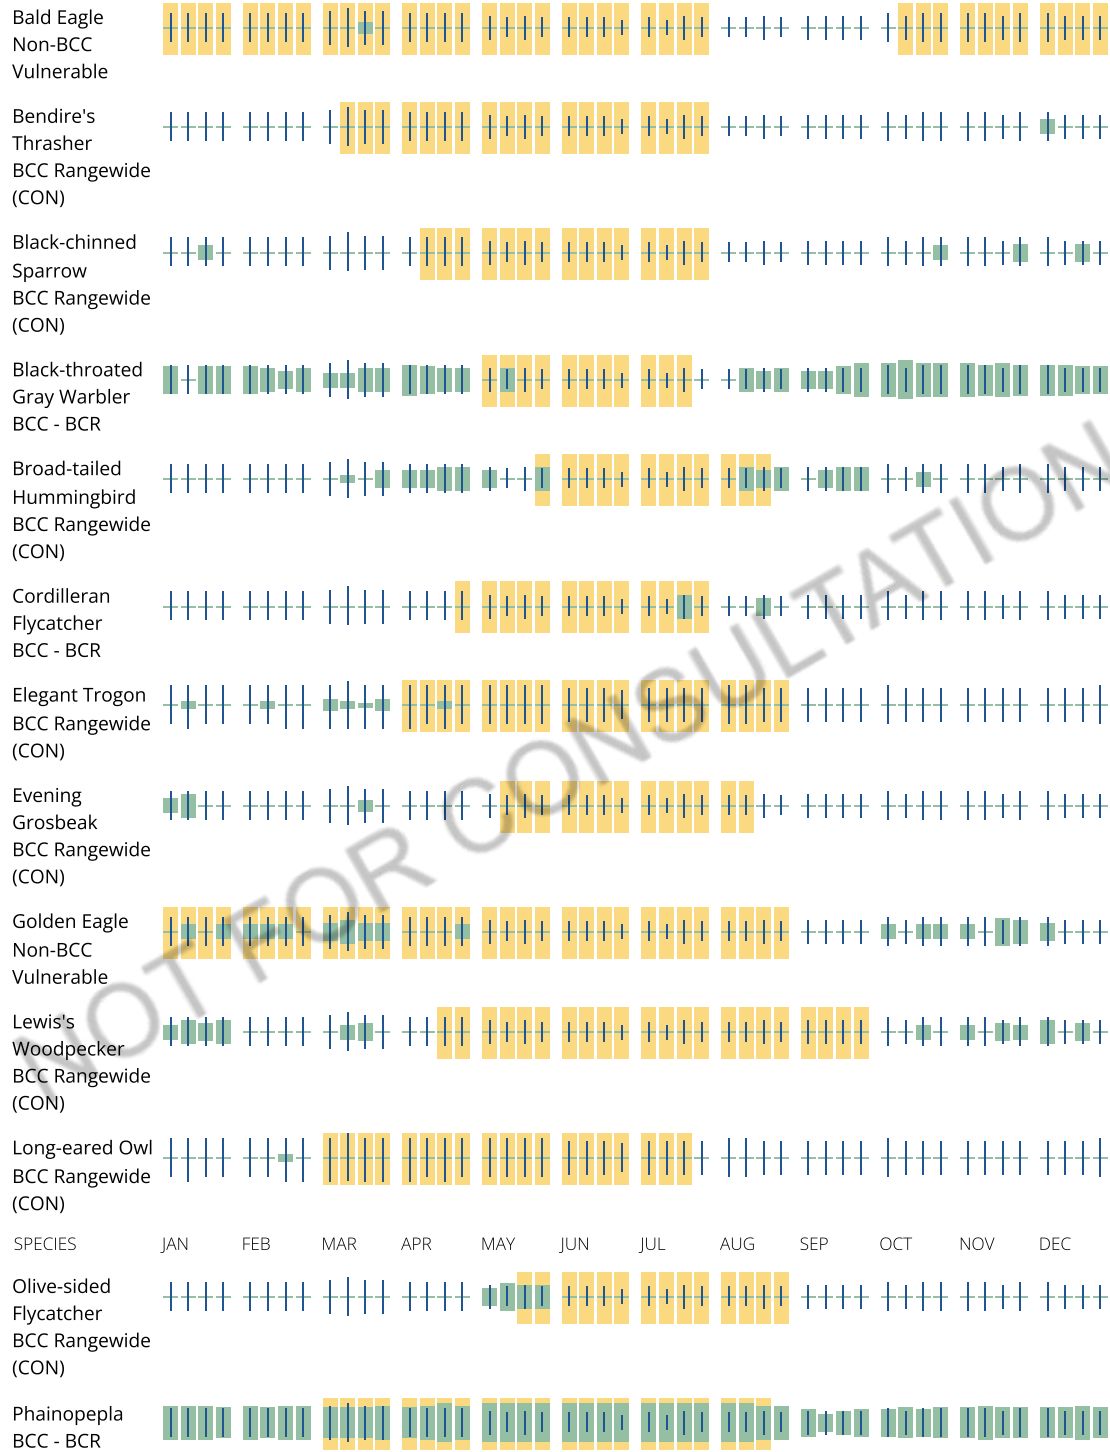 Bald Eagle
Non-BCC
Vulnerable
Bendire's
Thrasher
BCC Rangewide
(CON)
Black-chinned
Sparrow
BCC Rangewide
(CON)
Black-throated
Gray Warbler
BCC - BCR
Broad-tailed
Hummingbird
BCC Rangewide
(CON)
Cordilleran
Flycatcher
BCC - BCR
Elegant Trogon
BCC Rangewide
(CON)
Evening
Grosbeak
BCC Rangewide
(CON)
Golden Eagle
Non-BCC
Vulnerable
Lewis's
Woodpecker
BCC Rangewide
(CON)
Long-eared Owl
BCC Rangewide
(CON)
SPECIES JAN FEB MAR APR MAY JUN JUL AUG SEP OCT NOV DEC
Olive-sided
Flycatcher
BCC Rangewide
(CON)
Phainopepla
BCC - BCR
NOT FOR CONSULTATION